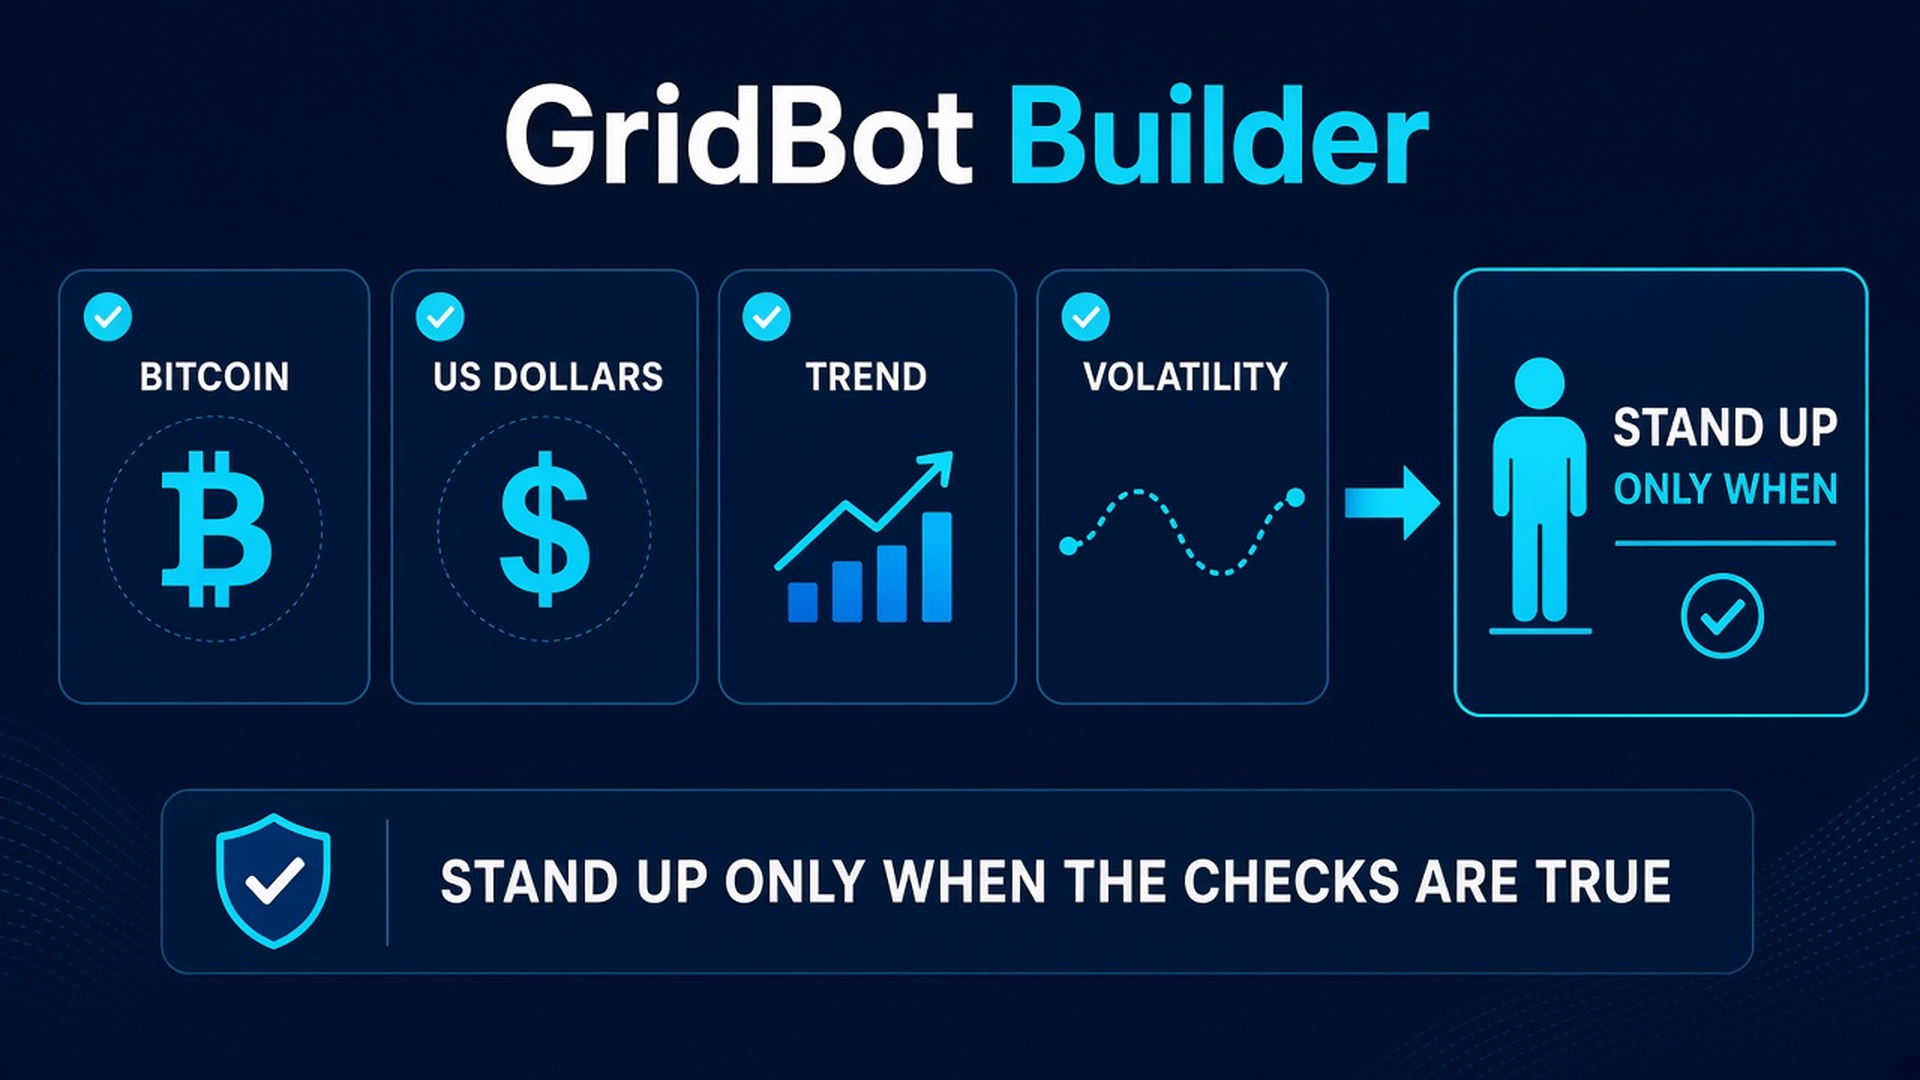 GridBot Builder
BITCOIN
US DOLLARS
TREND
VOLATILITY
STAND UP
ONLY WHEN
STAND UP ONLY WHEN THE CHECKS ARE TRUE